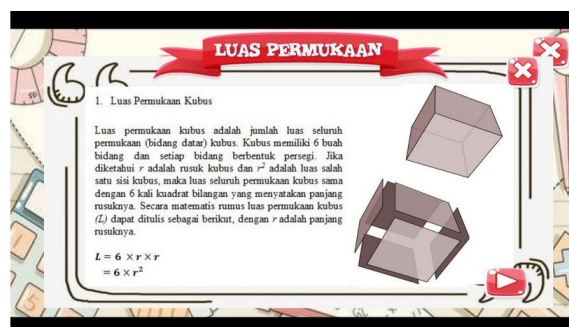 LUAS PERMUKAAN
1. Luas Permukaan Kubus
Luas permukaan kubus adalah jumlah luas seluruh
permukaan (bidang datar) kubus. Kubus memiliki 6 buah
bidang dan setiap bidang berbentuk persegi. Jika
diketahui r adalah rusuk kubus dan r² adalah luas salah
satu sisi kubus, maka luas seluruh permukaan kubus sama
dengan 6 kali kuadrat bilangan yang menyatakan panjang
rusuknya. Secara matematis rumus luas permukaan kubus
(L) dapat ditulis sebagai berikut, dengan r adalah panjang
rusuknya.
L = 6 × r × r
= 6 × r²